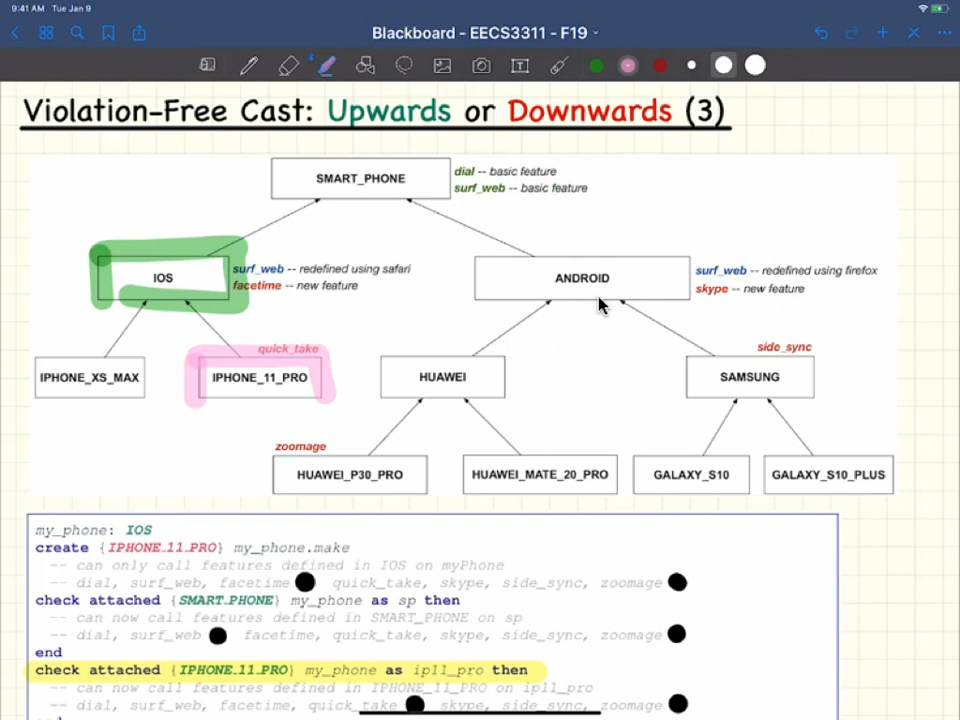 9:41 AM Tue Jan 9
Blackboard - EECS3311 - F19
Violation-Free Cast: Upwards or Downwards (3)
SMART_PHONE
dial -- basic feature
surf_web -- basic feature
IOS
surf_web -- redefined using safari
facetime -- new feature
ANDROID
surf_web -- redefined using firefox
skype -- new feature
quick_take
side_sync
IPHONE_XS_MAX
IPHONE_11_PRO
HUAWEI
SAMSUNG
zoomage
HUAWEI_P30_PRO
HUAWEI_MATE_20_PRO
GALAXY_S10
GALAXY_S10_PLUS
my_phone: IOS
create {IPHONE_11_PRO} my_phone.make
-- can only call features defined in IOS on myPhone
-- dial, surf_web, facetime quick_take, skype, side_sync, zoomage
check attached {SMART_PHONE} my_phone as sp then
-- can now call features defined in SMART_PHONE on sp
-- dial, surf_web facetime, quick_take, skype, side_sync, zoomage
end
check attached {IPHONE_11_PRO} my_phone as ip11_pro then
-- can now call features defined in IPHONE_11_PRO on ip11_pro
-- dial, surf_web, facetime, quick_take skype, side_sync, zoomage